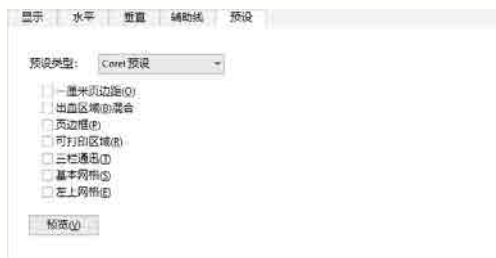 显示 水平 垂直 辅助线 预设
预设类型: Corel 预设
一厘米页边距(O)
出血区域(B)混合
页边框(P)
可打印区域(R)
三栏通讯(T)
基本网格(S)
左上网格(E)
预览(V)